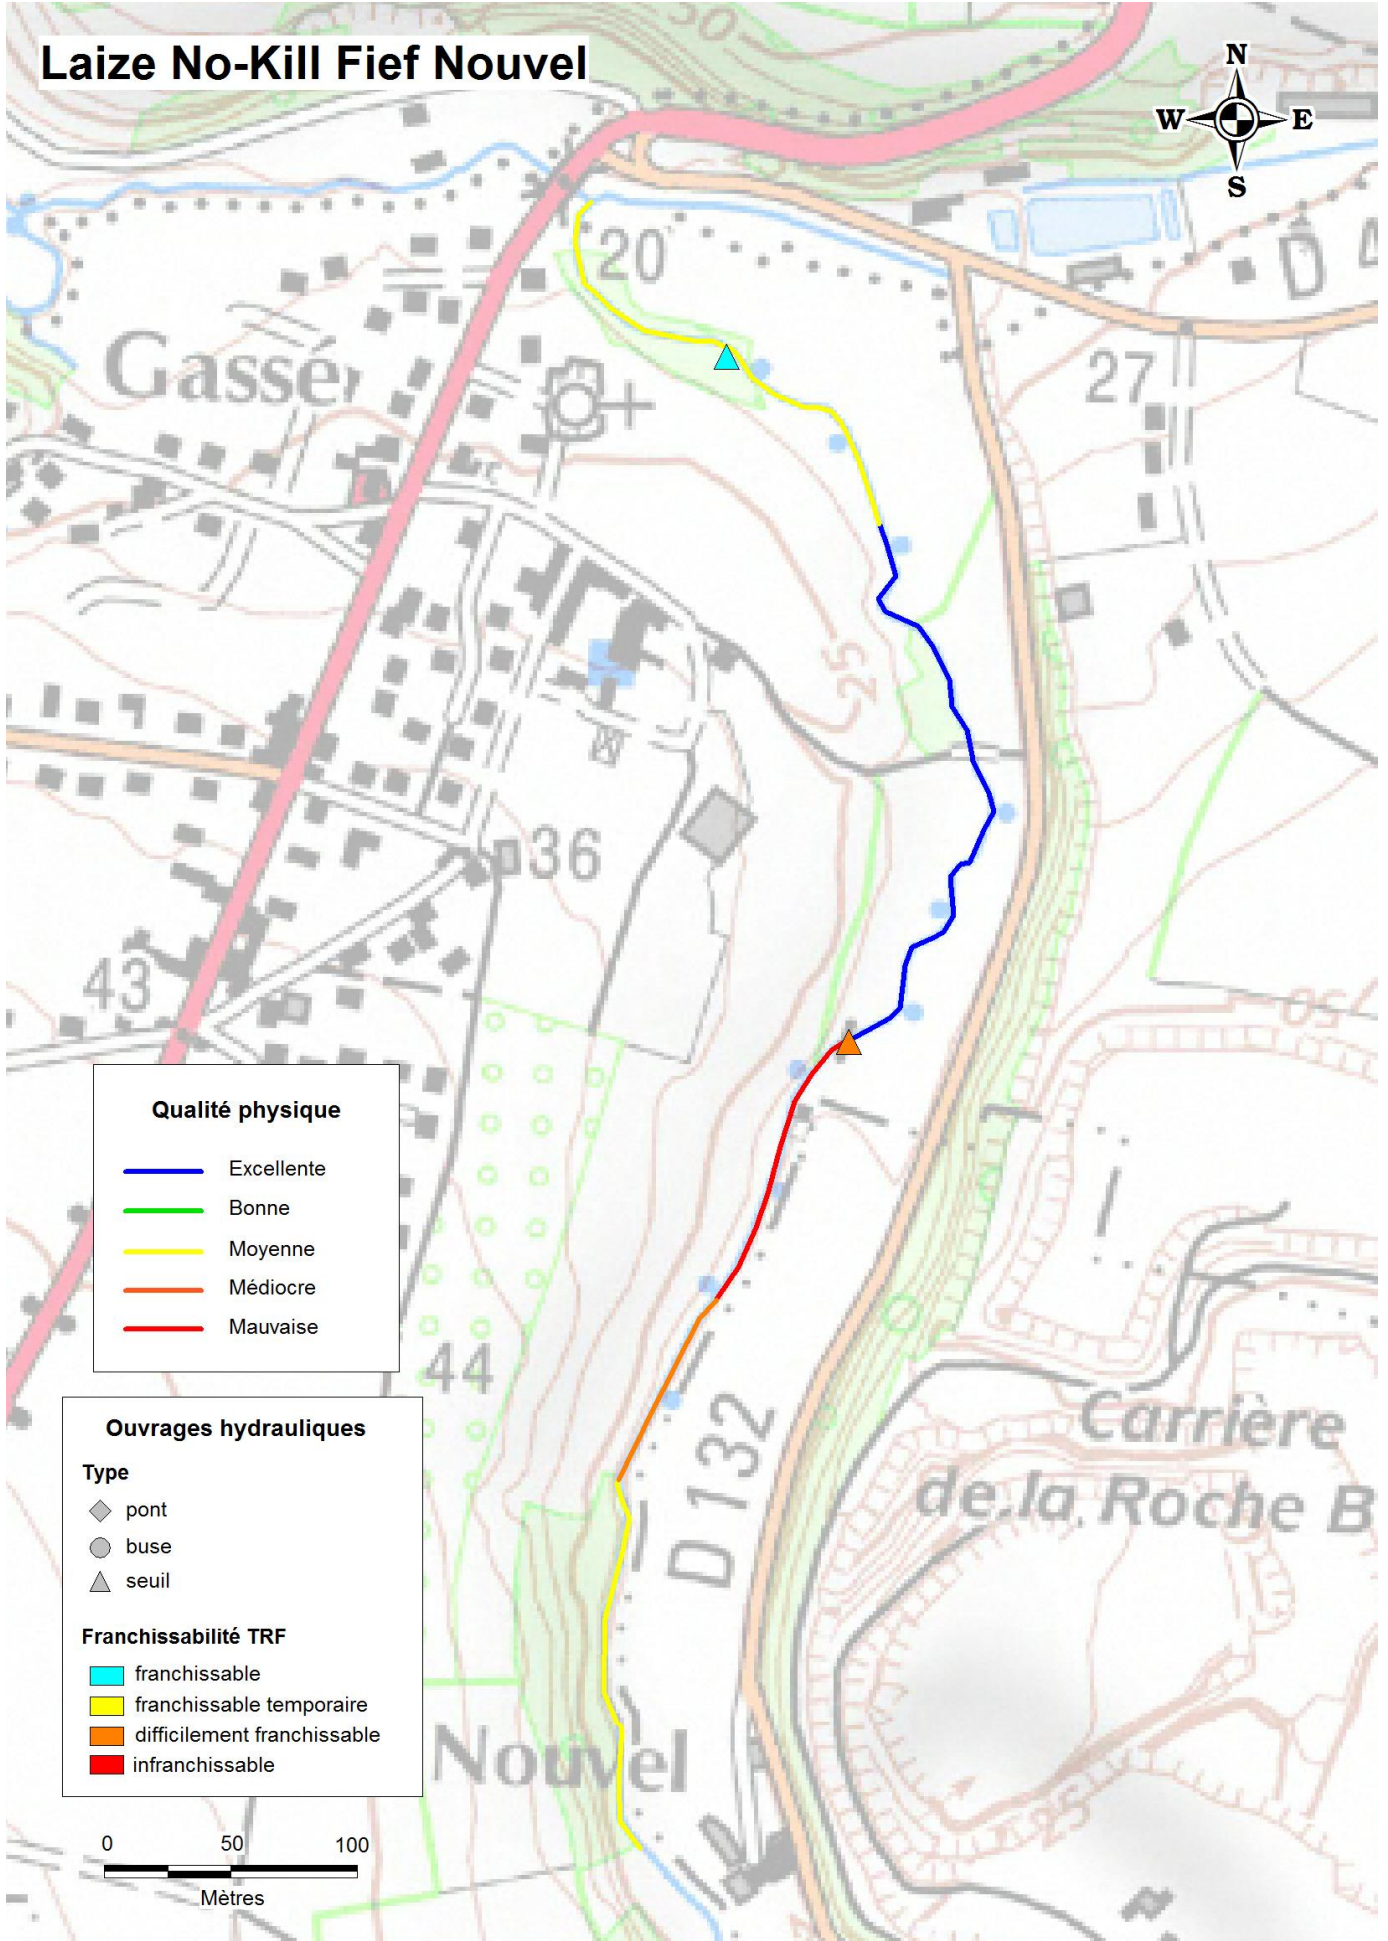 Laize No-Kill Fief Nouvel
N
W E
S
20
27
25
36
43
44
D 132
Carrière
de la Roche B
Nouvel
25
Qualité physique
Excellente
Bonne
Moyenne
Médiocre
Mauvaise
Ouvrages hydrauliques
Type
pont
buse
seuil
Franchissabilité TRF
franchissable
franchissable temporaire
difficilement franchissable
infranchissable
0 50 100
Mètres